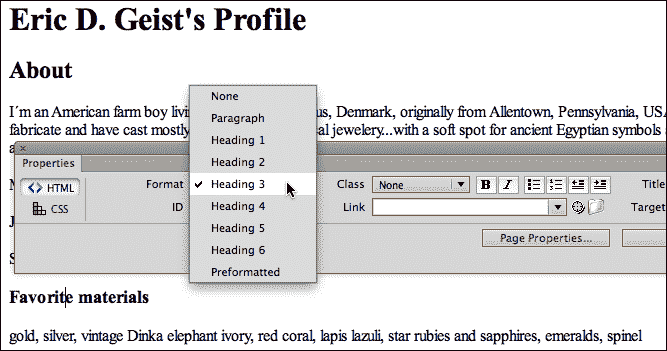 Eric D. Geist's Profile
About
I´m an American farm boy livi us, Denmark, originally from Allentown, Pennsylvania, USA
fabricate and have cast mostly al jewelery...with a soft spot for ancient Egyptian symbols a
Properties
HTML
CSS
Format
ID
None
Paragraph
Heading 1
Heading 2
Heading 3
Heading 4
Heading 5
Heading 6
Preformatted
Class None B I Title
Link Target
Page Properties...
Favorite materials
gold, silver, vintage Dinka elephant ivory, red coral, lapis lazuli, star rubies and sapphires, emeralds, spinel